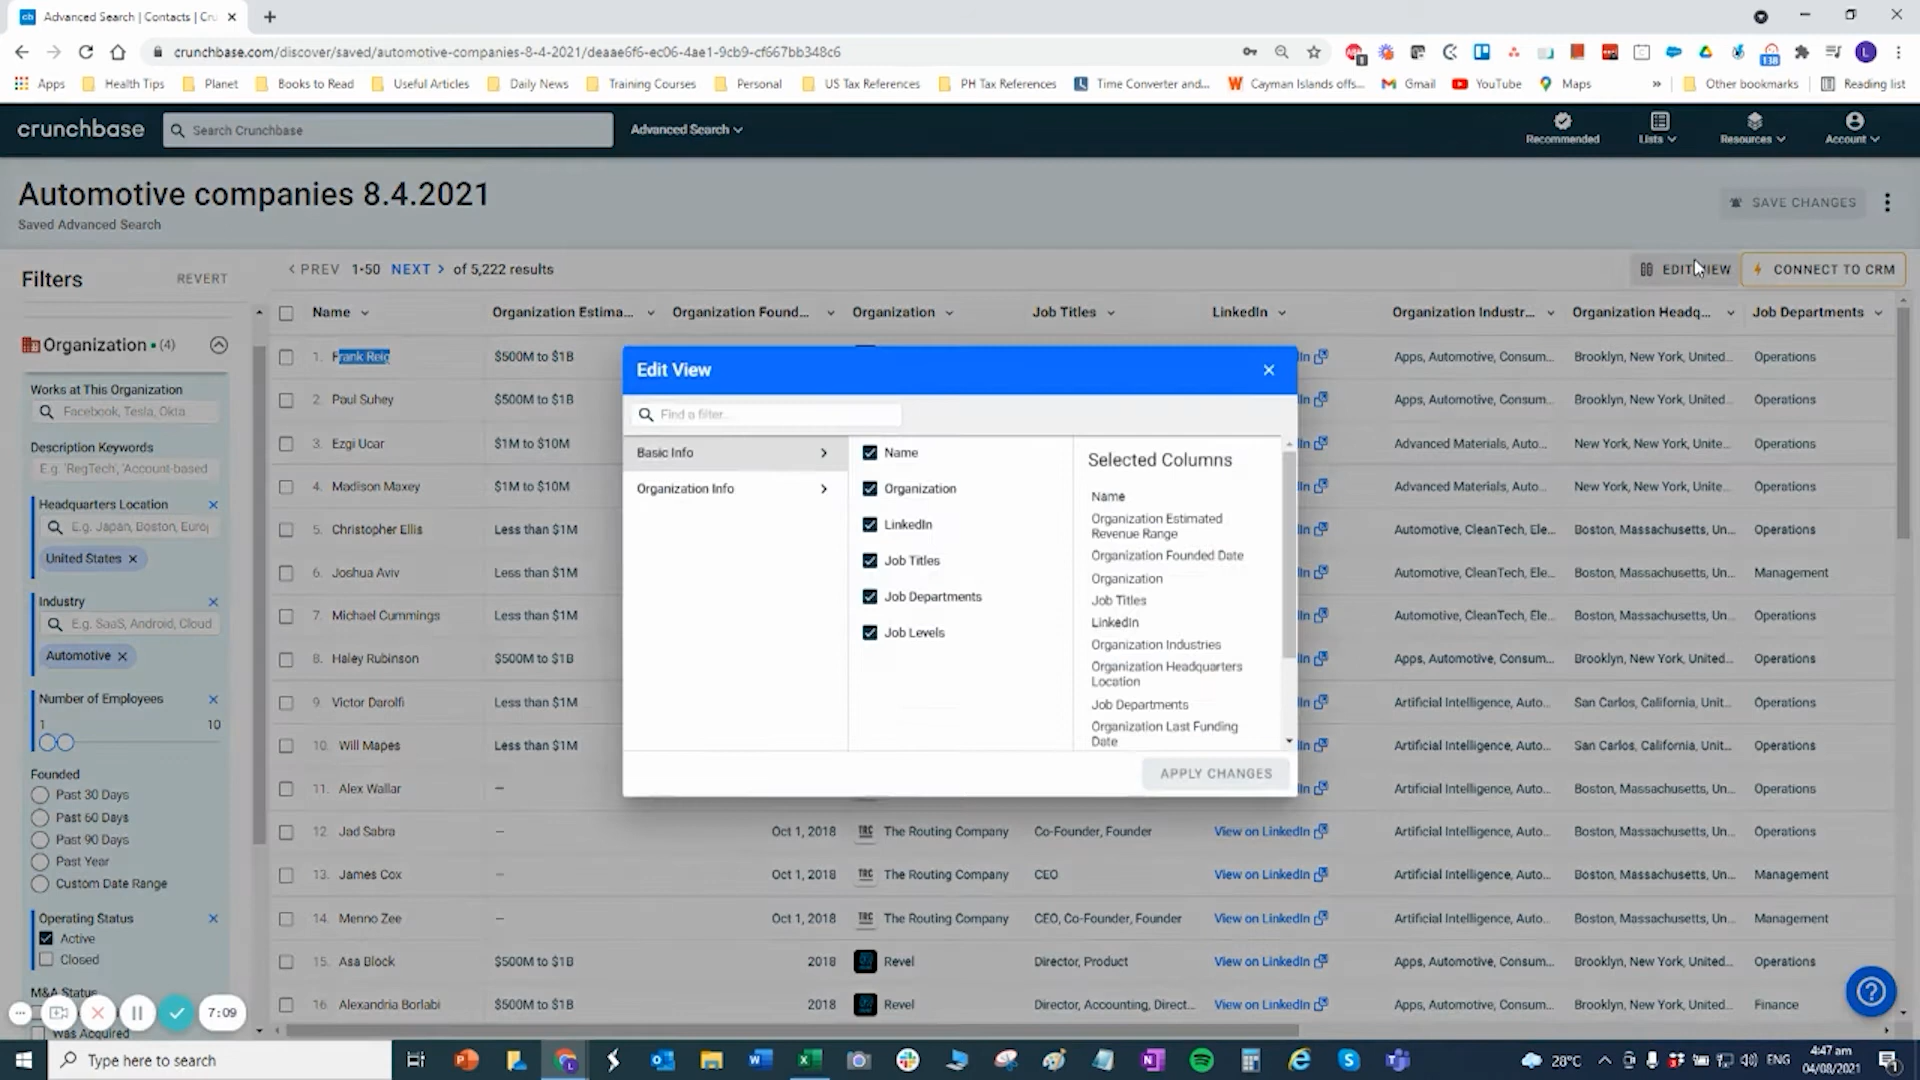 Advanced Search | Contacts | Cru
crunchbase.com/discover/saved/automotive-companies-8-4-2021/deaae6f6-ec06-4ae1-9cb9-cf667bb348c6
1
138
L
Apps
Health Tips
Planet
Books to Read
Useful Articles
Daily News
Training Courses
Personal
US Tax References
PH Tax References
Time Converter and...
Cayman Islands offs...
Gmail
YouTube
Maps
Other bookmarks
Reading list
crunchbase
Search Crunchbase
Advanced Search
Recommended
Lists
Resources
Account
Automotive companies 8.4.2021
Saved Advanced Search
SAVE CHANGES
Filters
REVERT
PREV 1-50 NEXT of 5,222 results
EDIT VIEW
CONNECT TO CRM
Name
Organization Estima...
Organization Found...
Organization
Job Titles
LinkedIn
Organization Industr...
Organization Headq...
Job Departments
Organization • (4)
Works at This Organization
Facebook, Tesla, Okta
Description Keywords
E.g. 'RegTech', 'Account-based
Headquarters Location
E.g. Japan, Boston, Europ
United States
Industry
E.g. SaaS, Android, Cloud
Automotive
Number of Employees
1
10
Founded
Past 30 Days
Past 60 Days
Past 90 Days
Past Year
Custom Date Range
Operating Status
Active
Closed
M&A Status
Was Acquired
1. Frank Reig $500M to $1B In Apps, Automotive, Consum... Brooklyn, New York, United... Operations
2. Paul Suhey $500M to $1B In Apps, Automotive, Consum... Brooklyn, New York, United... Operations
3. Ezgi Ucar $1M to $10M In Advanced Materials, Auto... New York, New York, Unite... Operations
4. Madison Maxey $1M to $10M In Advanced Materials, Auto... New York, New York, Unite... Operations
5. Christopher Ellis Less than $1M In Automotive, CleanTech, Ele... Boston, Massachusetts, Un... Operations
6. Joshua Aviv Less than $1M In Automotive, CleanTech, Ele... Boston, Massachusetts, Un... Management
7. Michael Cummings Less than $1M In Automotive, CleanTech, Ele... Boston, Massachusetts, Un... Operations
8. Haley Rubinson $500M to $1B In Apps, Automotive, Consum... Brooklyn, New York, United... Operations
9. Victor Darolfi Less than $1M In Artificial Intelligence, Auto... San Carlos, California, Unit... Operations
10. Will Mapes Less than $1M In Artificial Intelligence, Auto... San Carlos, California, Unit... Operations
11. Alex Wallar — In Artificial Intelligence, Auto... Boston, Massachusetts, Un... Operations
12. Jad Sabra — Oct 1, 2018 TRC The Routing Company Co-Founder, Founder View on LinkedIn Artificial Intelligence, Auto... Boston, Massachusetts, Un... Operations
13. James Cox — Oct 1, 2018 TRC The Routing Company CEO View on LinkedIn Artificial Intelligence, Auto... Boston, Massachusetts, Un... Management
14. Menno Zee — Oct 1, 2018 TRC The Routing Company CEO, Co-Founder, Founder View on LinkedIn Artificial Intelligence, Auto... Boston, Massachusetts, Un... Management
15. Asa Block $500M to $1B 2018 Revel Director, Product View on LinkedIn Apps, Automotive, Consum... Brooklyn, New York, United... Operations
16. Alexandria Borlabi $500M to $1B 2018 Revel Director, Accounting, Direct... View on LinkedIn Apps, Automotive, Consum... Brooklyn, New York, United... Finance
Edit View
Find a filter...
Basic Info
Organization Info
Name
Organization
LinkedIn
Job Titles
Job Departments
Job Levels
Selected Columns
Name
Organization Estimated
Revenue Range
Organization Founded Date
Organization
Job Titles
LinkedIn
Organization Industries
Organization Headquarters
Location
Job Departments
Organization Last Funding
Date
APPLY CHANGES
7:09
Type here to search
28°C
ENG
4:47 am
04/08/2021
1